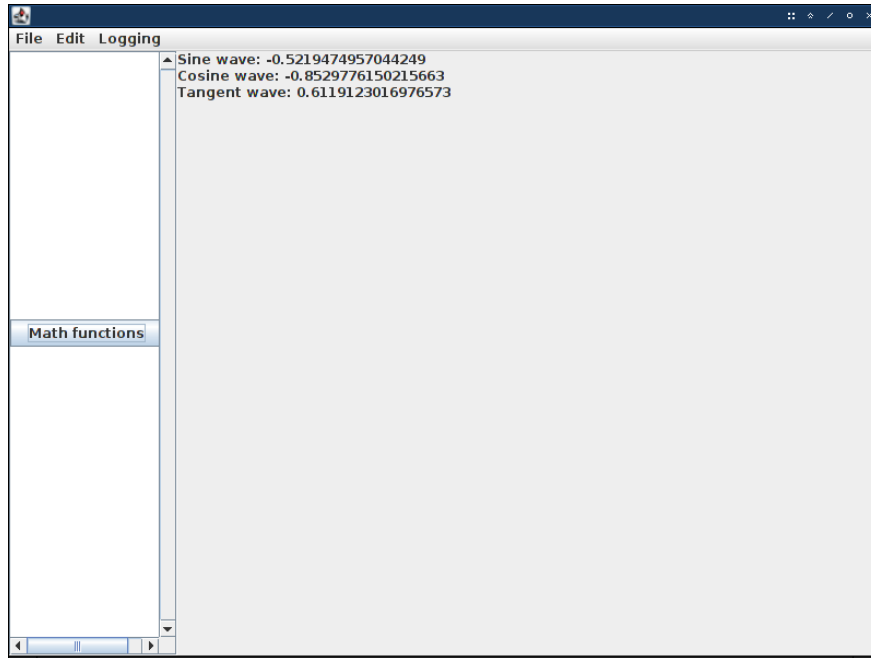 File Edit Logging
Sine wave: -0.5219474957044249
Cosine wave: -0.8529776150215663
Tangent wave: 0.6119123016976573
Math functions